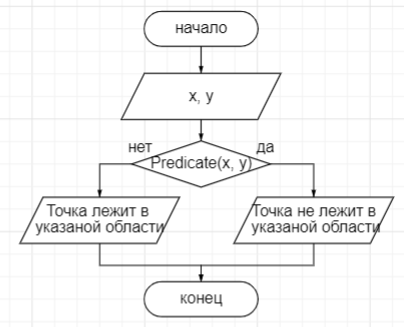 начало
x, y
нет
да
Predicate(x, y)
Точка лежит в
указаной области
Точка не лежит в
указаной области
конец